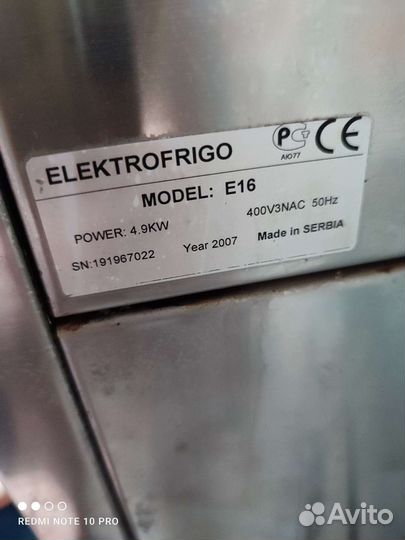 ELEKTROFRIGO
РСТ
АЮ77
CE
MODEL: E16
POWER: 4.9KW
400V3NAC 50Hz
SN:191967022
Year 2007
Made in SERBIA
REDMI NOTE 10 PRO
Avito